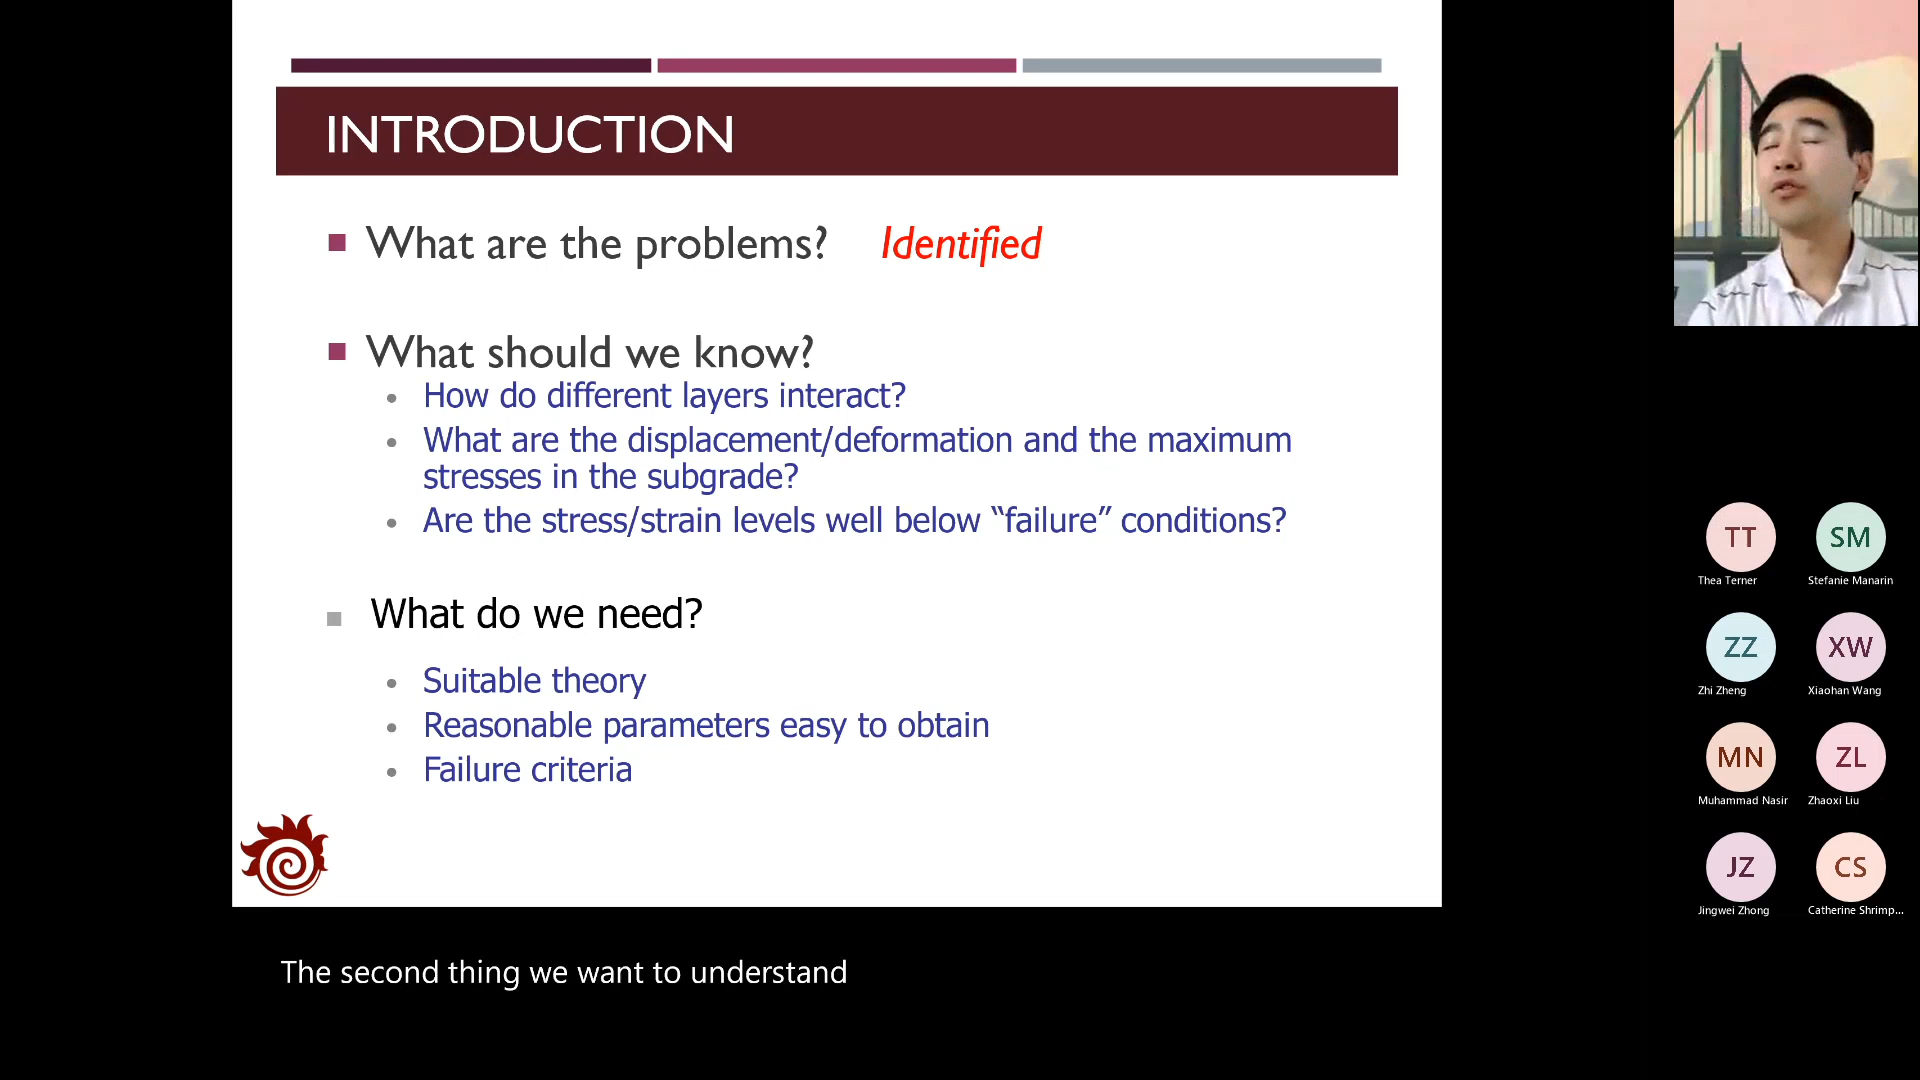 INTRODUCTION
What are the problems? Identified
What should we know?
How do different layers interact?
What are the displacement/deformation and the maximum
stresses in the subgrade?
Are the stress/strain levels well below “failure” conditions?
What do we need?
Suitable theory
Reasonable parameters easy to obtain
Failure criteria
TT SM
Thea Terner Stefanie Manarin
ZZ XW
Zhi Zheng Xiaohan Wang
MN ZL
Muhammad Nasir Zhaoxi Liu
JZ CS
Jingwei Zhong Catherine Shrimp...
The second thing we want to understand